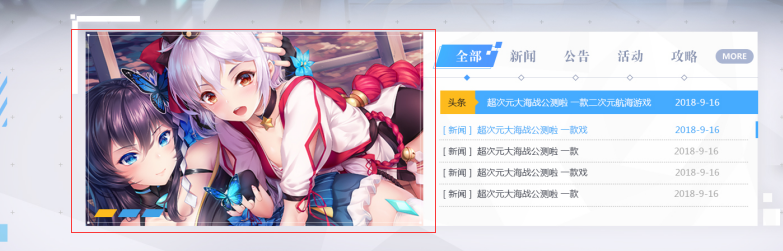 全部 新闻 公告 活动 攻略 MORE
头条 超次元大海战公测啦 一款二次元航海游戏 2018-9-16
[ 新闻 ] 超次元大海战公测啦 一款戏 2018-9-16
[ 新闻 ] 超次元大海战公测啦 一款 2018-9-16
[ 新闻 ] 超次元大海战公测啦 一款戏 2018-9-16
[ 新闻 ] 超次元大海战公测啦 一款 2018-9-16